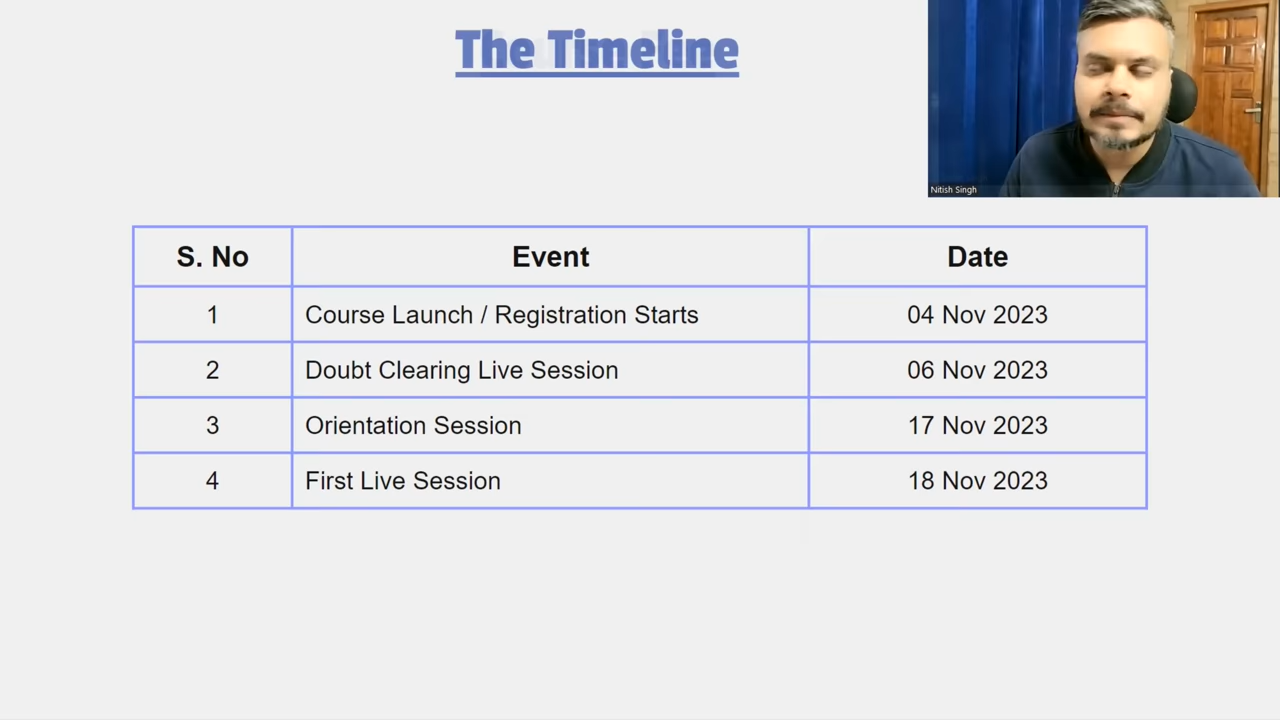 The Timeline
Nitish Singh
S. No Event Date
1 Course Launch / Registration Starts 04 Nov 2023
2 Doubt Clearing Live Session 06 Nov 2023
3 Orientation Session 17 Nov 2023
4 First Live Session 18 Nov 2023